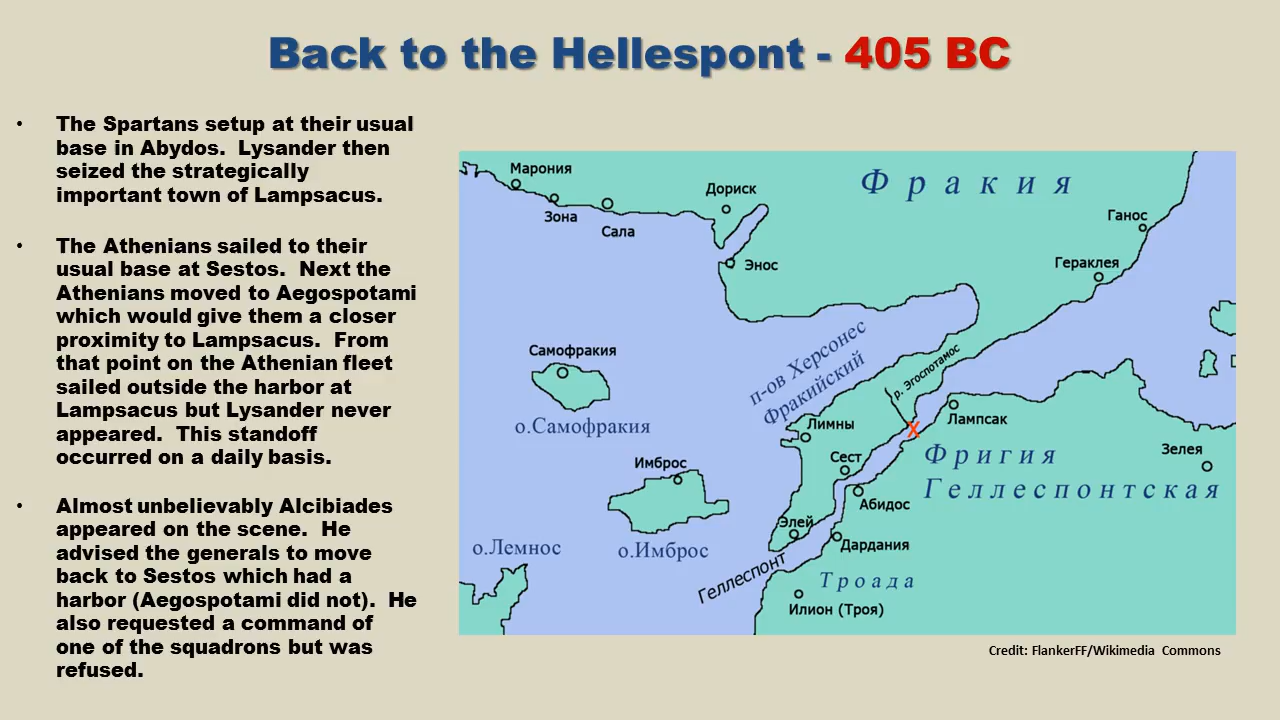 Back to the Hellespont - 405 BC
• The Spartans setup at their usual
base in Abydos. Lysander then
seized the strategically
important town of Lampsacus.
• The Athenians sailed to their
usual base at Sestos. Next the
Athenians moved to Aegospotami
which would give them a closer
proximity to Lampsacus. From
that point on the Athenian fleet
sailed outside the harbor at
Lampsacus but Lysander never
appeared. This standoff
occurred on a daily basis.
• Almost unbelievably Alcibiades
appeared on the scene. He
advised the generals to move
back to Sestos which had a
harbor (Aegospotami did not). He
also requested a command of
one of the squadrons but was
refused.
Марония
Зона
Сала
Дориск
Фракия
Ганос
Энос
Гераклея
Самофракия
о.Самофракия
п-ов Херсонес
Фракийский
р. Эгоспотамос
Лимны
Лампсак
X
Сест
Фригия
Геллеспонтская
Зелея
Имброс
Абидос
Элей
о.Лемнос
о.Имброс
Дардания
Геллеспонт
Троада
Илион (Троя)
Credit: FlankerFF/Wikimedia Commons